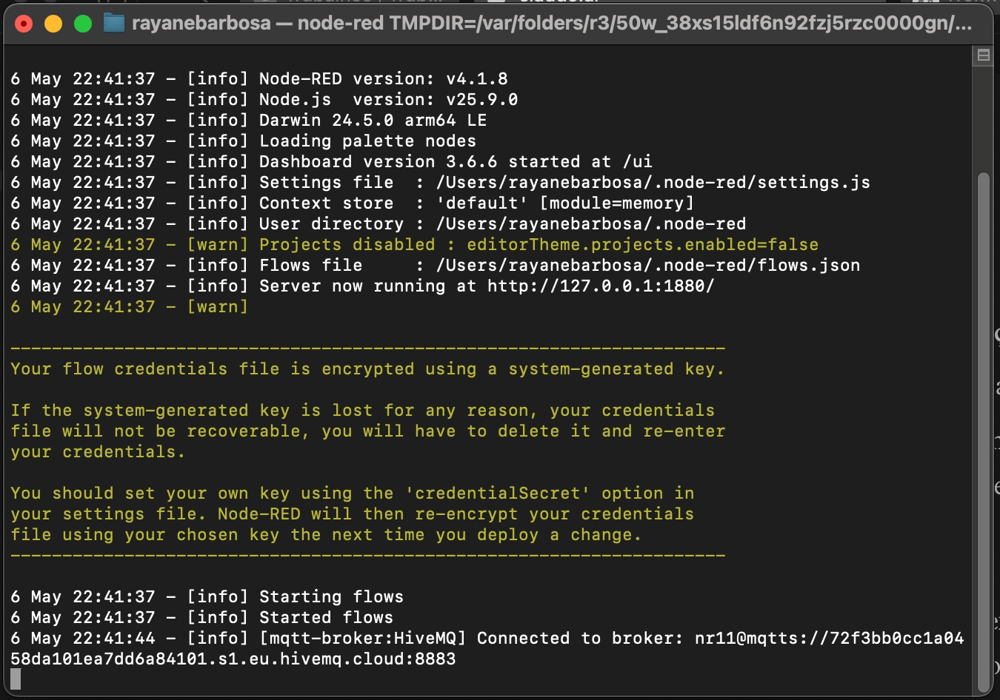 rayanebarbosa — node-red TMPDIR=/var/folders/r3/50w_38xs15ldf6n92fzj5rzc0000gn/...
6 May 22:41:37 - [info] Node-RED version: v4.1.8
6 May 22:41:37 - [info] Node.js  version: v25.9.0
6 May 22:41:37 - [info] Darwin 24.5.0 arm64 LE
6 May 22:41:37 - [info] Loading palette nodes
6 May 22:41:37 - [info] Dashboard version 3.6.6 started at /ui
6 May 22:41:37 - [info] Settings file  : /Users/rayanebarbosa/.node-red/settings.js
6 May 22:41:37 - [info] Context store  : 'default' [module=memory]
6 May 22:41:37 - [info] User directory : /Users/rayanebarbosa/.node-red
6 May 22:41:37 - [warn] Projects disabled : editorTheme.projects.enabled=false
6 May 22:41:37 - [info] Flows file     : /Users/rayanebarbosa/.node-red/flows.json
6 May 22:41:37 - [info] Server now running at http://127.0.0.1:1880/
6 May 22:41:37 - [warn]
---------------------------------------------------------------------
Your flow credentials file is encrypted using a system-generated key.
If the system-generated key is lost for any reason, your credentials
file will not be recoverable, you will have to delete it and re-enter
your credentials.
You should set your own key using the 'credentialSecret' option in
your settings file. Node-RED will then re-encrypt your credentials
file using your chosen key the next time you deploy a change.
---------------------------------------------------------------------
6 May 22:41:37 - [info] Starting flows
6 May 22:41:37 - [info] Started flows
6 May 22:41:44 - [info] [mqtt-broker:HiveMQ] Connected to broker: nr11@mqtts://72f3bb0cc1a04
58da101ea7dd6a84101.s1.eu.hivemq.cloud:8883